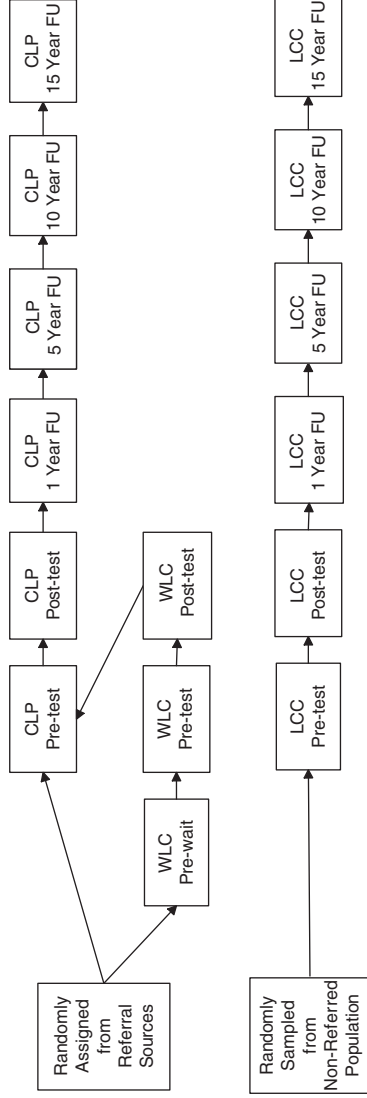 Randomly
Assigned
from
Referral
Sources
CLP
Pre-test
CLP
Post-test
CLP
1 Year FU
CLP
5 Year FU
CLP
10 Year FU
CLP
15 Year FU
WLC
Pre-wait
WLC
Pre-test
WLC
Post-test
Randomly
Sampled
from
Non-Referred
Population
LCC
Pre-test
LCC
Post-test
LCC
1 Year FU
LCC
5 Year FU
LCC
10 Year FU
LCC
15 Year FU